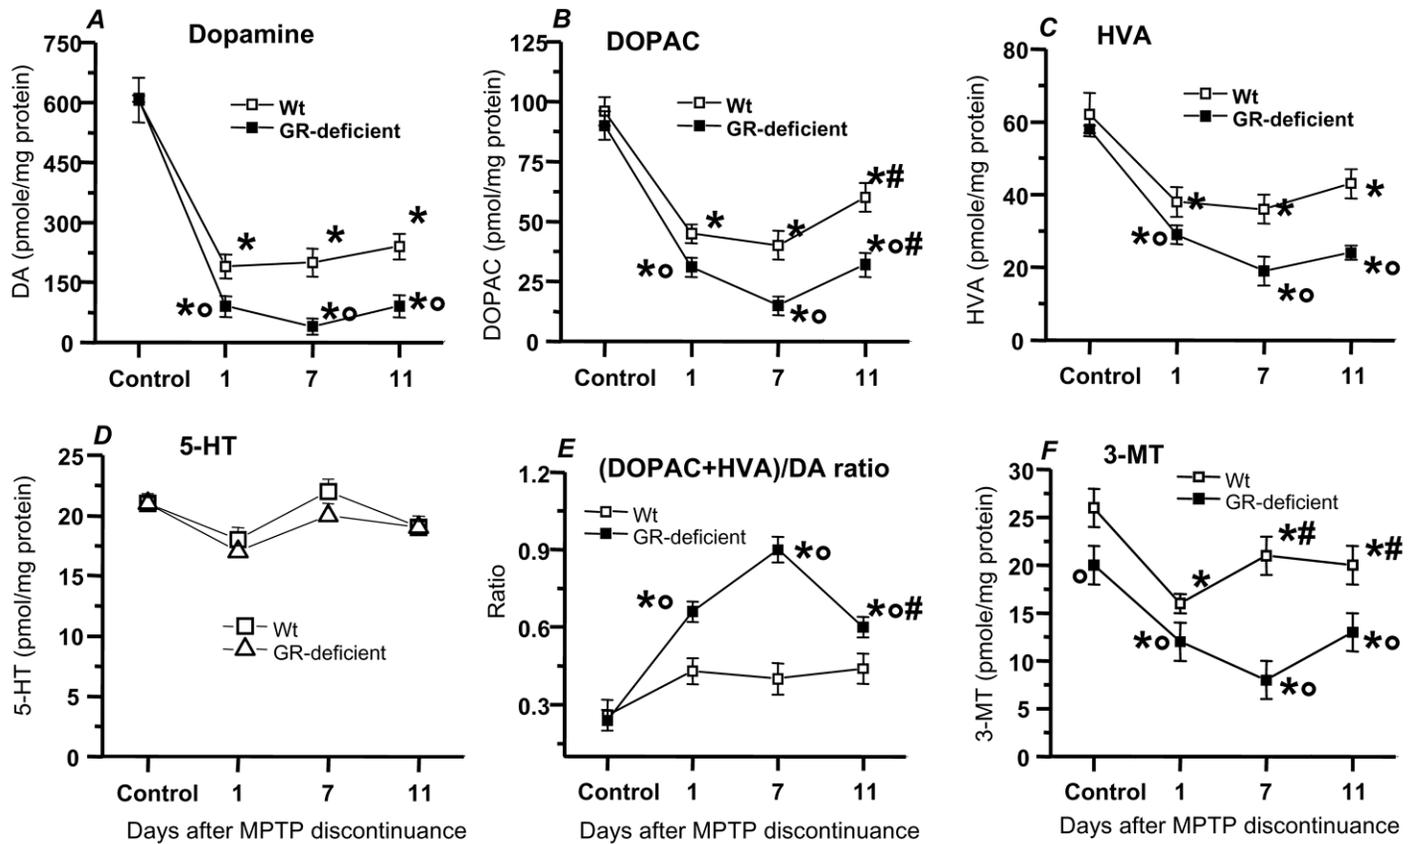 A
Dopamine
DA (pmole/mg protein)
750
600
450
300
150
0
Wt
GR-deficient
*
*
*
*o
*o
*o
Control 1 7 11
B
DOPAC
DOPAC (pmol/mg protein)
125
100
75
50
25
0
Wt
GR-deficient
*#
*
*
*o#
*o
*o
Control 1 7 11
C
HVA
HVA (pmole/mg protein)
80
60
40
20
0
Wt
GR-deficient
*
*
*
*o
*o
*o
Control 1 7 11
D
5-HT
5-HT (pmol/mg protein)
25
20
15
10
5
0
Wt
GR-deficient
Control 1 7 11
Days after MPTP discontinuance
E
(DOPAC+HVA)/DA ratio
Ratio
1.2
0.9
0.6
0.3
Wt
GR-deficient
*o
*o
*o#
Control 1 7 11
Days after MPTP discontinuance
F
3-MT
3-MT (pmole/mg protein)
30
25
20
15
10
5
0
Wt
GR-deficient
*#
*#
*
o
*o
*o
*o
Control 1 7 11
Days after MPTP discontinuance